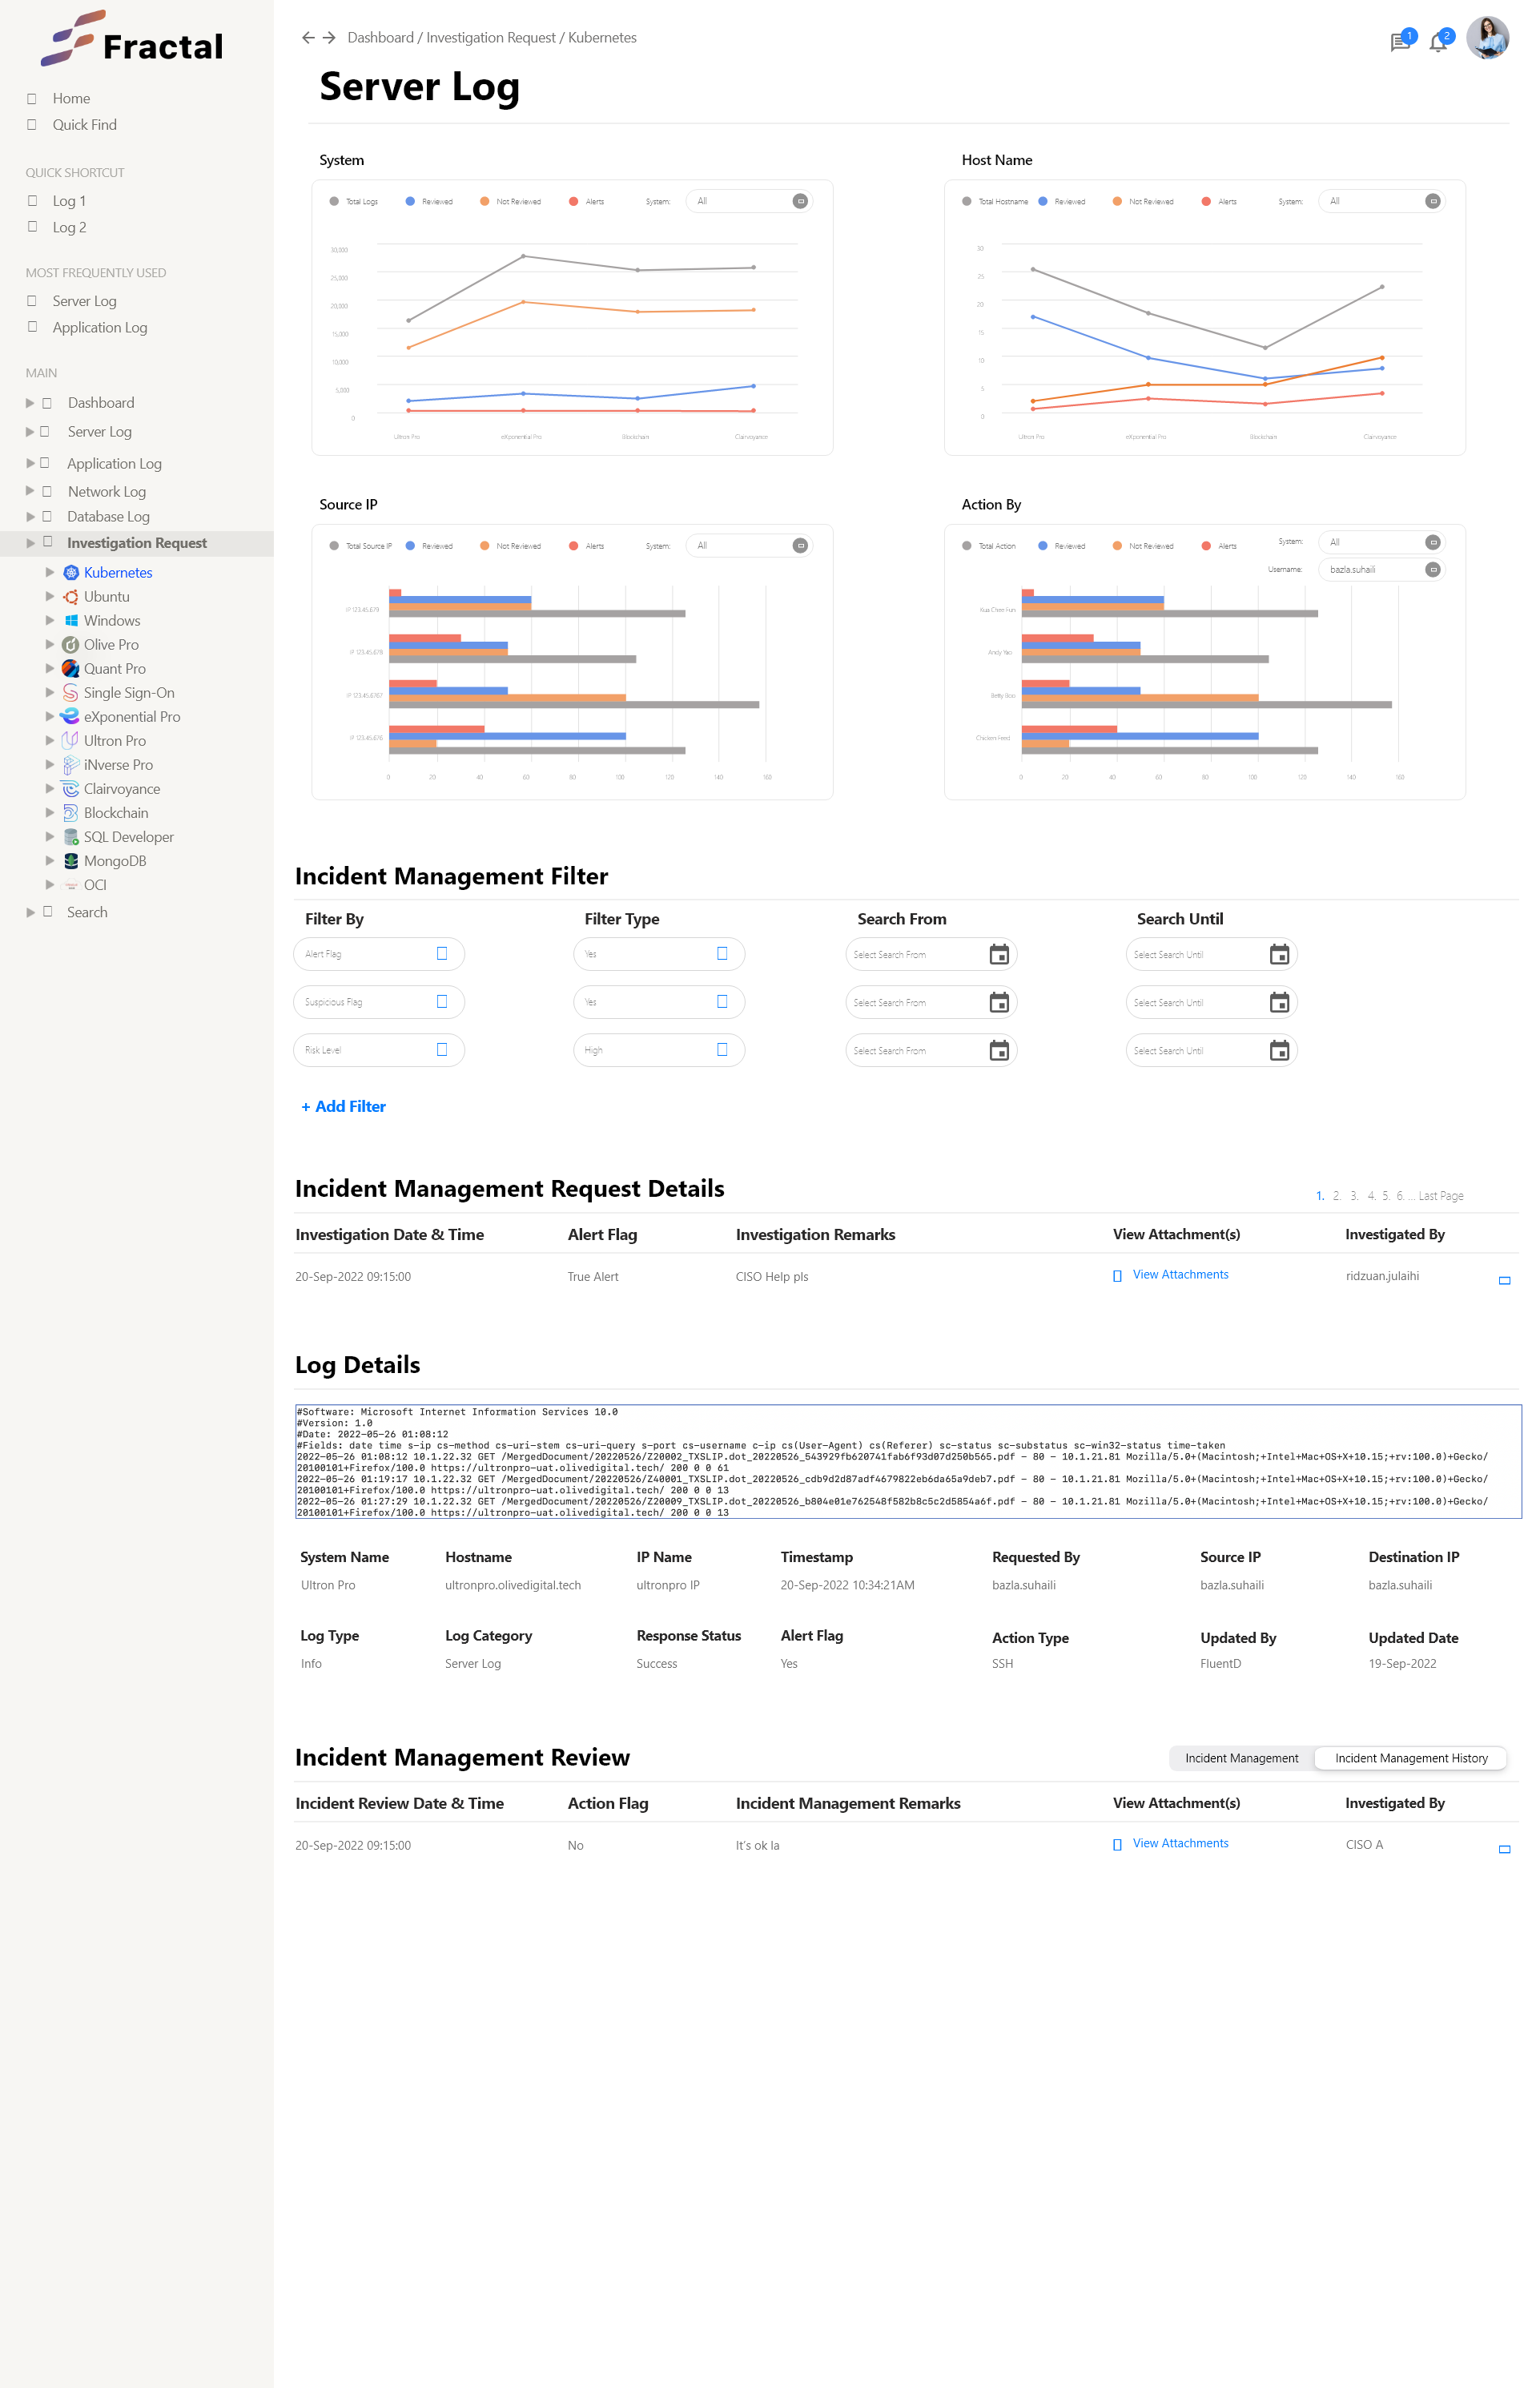 Fractal
Home
Quick Find
QUICK SHORTCUT
Log 1
Log 2
MOST FREQUENTLY USED
Server Log
Application Log
MAIN
Dashboard
Server Log
Application Log
Network Log
Database Log
Investigation Request
Kubernetes
Ubuntu
Windows
Olive Pro
Quant Pro
Single Sign-On
eXponential Pro
Ultron Pro
iNverse Pro
Clairvoyance
Blockchain
SQL Developer
MongoDB
OCI
Search
Dashboard / Investigation Request / Kubernetes
1
2
Server Log
System
Total Logs Reviewed Not Reviewed Alerts System: All
30,000
25,000
20,000
15,000
10,000
5,000
0
Ultron Pro eXponential Pro Blockchain Clairvoyance
Host Name
Total Hostname Reviewed Not Reviewed Alerts System: All
30
25
20
15
10
5
0
Ultron Pro eXponential Pro Blockchain Clairvoyance
Source IP
Total Source IP Reviewed Not Reviewed Alerts System: All
IP 123.45.679
IP 123.45.678
IP 123.45.6787
IP 123.45.676
0 20 40 60 80 100 120 140 160
Action By
Total Action Reviewed Not Reviewed Alerts System: All
Username: bazla.suhaili
Andy Yao
Betty Boo
Chicken Feed
0 20 40 60 80 100 120 140 160
Incident Management Filter
Filter By Filter Type Search From Search Until
Alert Flag Yes Select Search From Select Search Until
Suspicious Flag Yes Select Search From Select Search Until
Risk Level High Select Search From Select Search Until
+ Add Filter
Incident Management Request Details
1. 2. 3. 4. 5. 6. ... Last Page
Investigation Date & Time Alert Flag Investigation Remarks View Attachment(s) Investigated By
20-Sep-2022 09:15:00 True Alert CISO Help pls View Attachments ridzuan.julaihi
Log Details
#Software: Microsoft Internet Information Services 10.0
#Version: 1.0
#Date: 2022-05-26 01:08:12
#Fields: date time s-ip cs-method cs-uri-stem cs-uri-query s-port cs-username c-ip cs(User-Agent) cs(Referer) sc-status sc-substatus sc-win32-status time-taken
2022-05-26 01:08:12 10.1.22.32 GET /MergedDocument/20220526/Z20002_TXSLIP.dot_20220526_543929fb620741fab6f93d07d250b565.pdf - 80 - 10.1.21.81 Mozilla/5.0+(Macintosh;+Intel+Mac+OS+X+10.15;+rv:100.0)+Gecko/
20100101+Firefox/100.0 https://ultronpro-uat.olivedigital.tech/ 200 0 0 61
2022-05-26 01:19:17 10.1.22.32 GET /MergedDocument/20220526/Z40001_TXSLIP.dot_20220526_cdb9d2d87adf4679822eb6da65a9deb7.pdf - 80 - 10.1.21.81 Mozilla/5.0+(Macintosh;+Intel+Mac+OS+X+10.15;+rv:100.0)+Gecko/
20100101+Firefox/100.0 https://ultronpro-uat.olivedigital.tech/ 200 0 0 13
2022-05-26 01:27:29 10.1.22.32 GET /MergedDocument/20220526/Z20009_TXSLIP.dot_20220526_b804e01e762548f582b8c5c2d5854a6f.pdf - 80 - 10.1.21.81 Mozilla/5.0+(Macintosh;+Intel+Mac+OS+X+10.15;+rv:100.0)+Gecko/
20100101+Firefox/100.0 https://ultronpro-uat.olivedigital.tech/ 200 0 0 13
System Name Hostname IP Name Timestamp Requested By Source IP Destination IP
Ultron Pro ultronpro.olivedigital.tech ultronpro IP 20-Sep-2022 10:34:21AM bazla.suhaili bazla.suhaili bazla.suhaili
Log Type Log Category Response Status Alert Flag Action Type Updated By Updated Date
Info Server Log Success Yes SSH FluentD 19-Sep-2022
Incident Management Review
Incident Management Incident Management History
Incident Review Date & Time Action Flag Incident Management Remarks View Attachment(s) Investigated By
20-Sep-2022 09:15:00 No It's ok la View Attachments CISO A